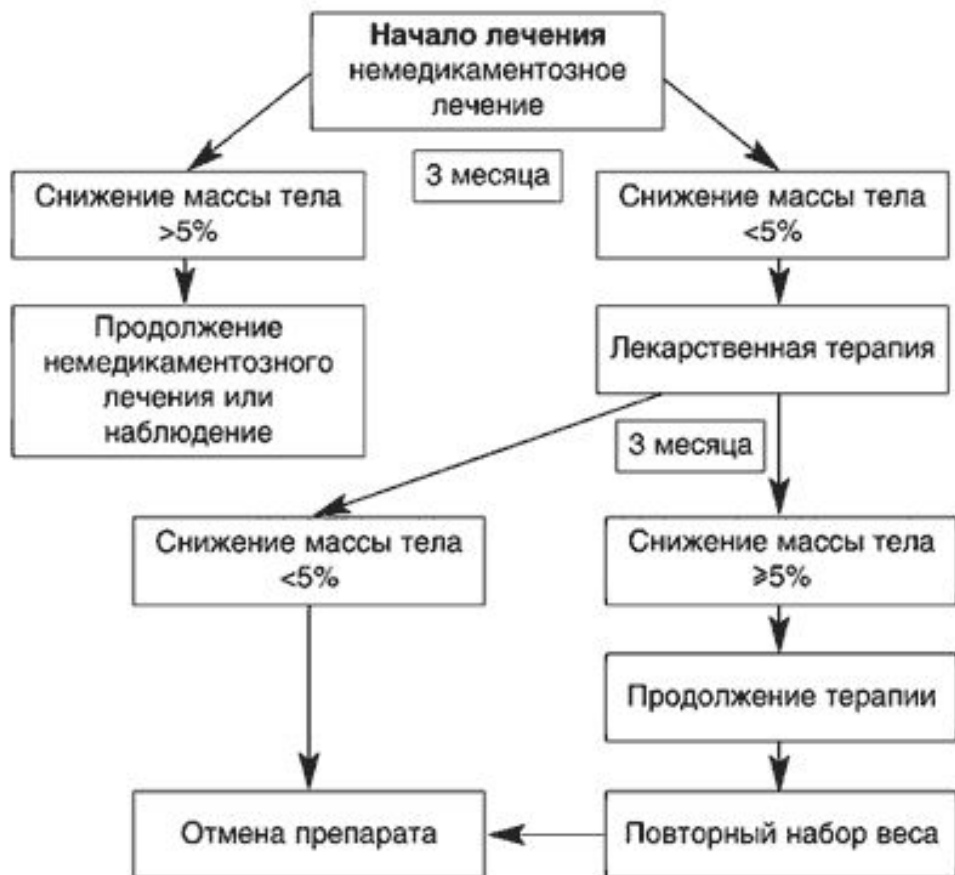 Начало лечения
немедикаментозное
лечение
3 месяца
Снижение массы тела
>5%
Снижение массы тела
<5%
Продолжение
немедикаментозного
лечения или
наблюдение
Лекарственная терапия
3 месяца
Снижение массы тела
<5%
Снижение массы тела
⩾5%
Продолжение терапии
Отмена препарата
Повторный набор веса